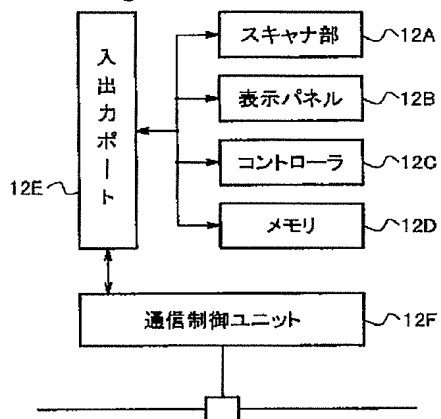 スキャナ部
12A
表示パネル
12B
コントローラ
12C
メモリ
12D
入出力ポート
12E
通信制御ユニット
12F